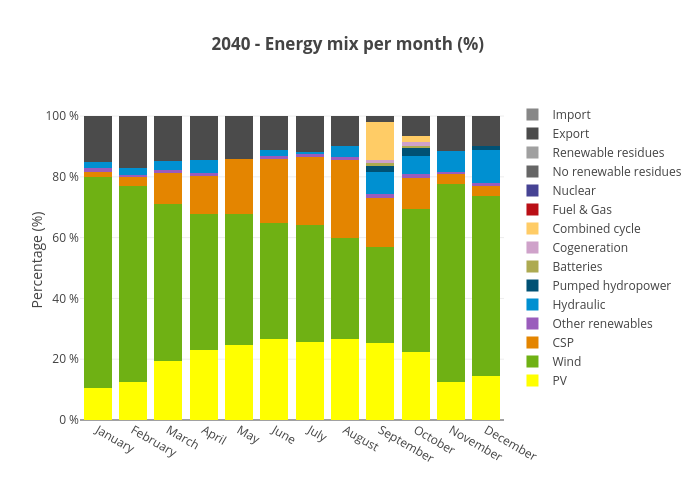 2040 - Energy mix per month (%)
100 %
80 %
60 %
40 %
20 %
0 %
Percentage (%)
January
February
March
April
May
June
July
August
September
October
November
December
Import
Export
Renewable residues
No renewable residues
Nuclear
Fuel & Gas
Combined cycle
Cogeneration
Batteries
Pumped hydropower
Hydraulic
Other renewables
CSP
Wind
PV